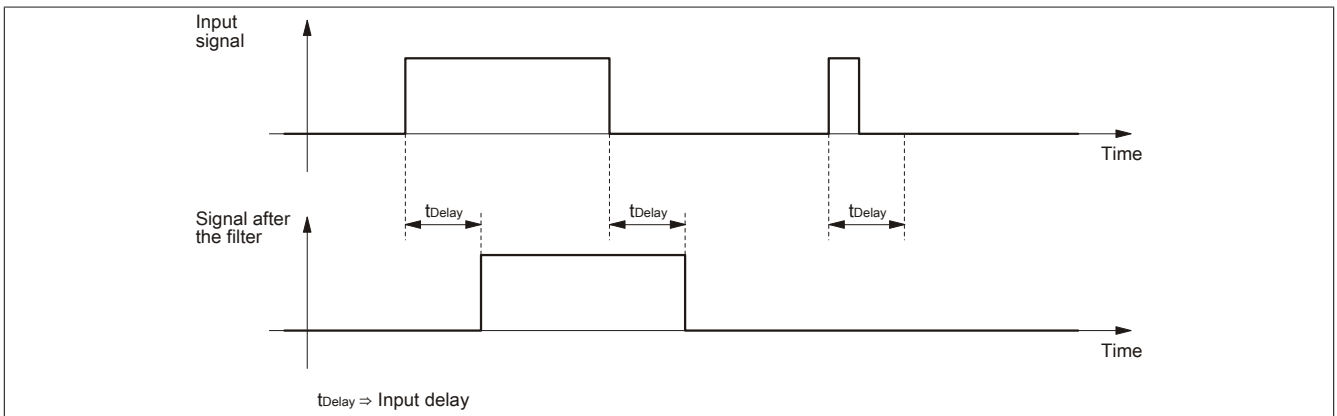 Input
signal
Time
Signal after
the filter
tDelay
tDelay
tDelay
Time
tDelay ⇒ Input delay